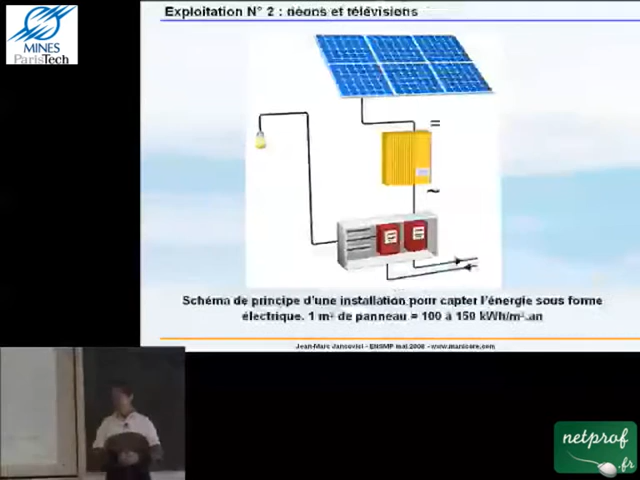 MINES
ParisTech
Exploitation N° 2 : néons et télévisions
=
~
Schéma de principe d'une installation pour capter l'énergie sous forme
électrique. 1 m² de panneau = 100 à 150 kWh/m².an
Jean-Marc Jancovici - ENSMP mai 2008 - www.manicore.com
netprof
.fr